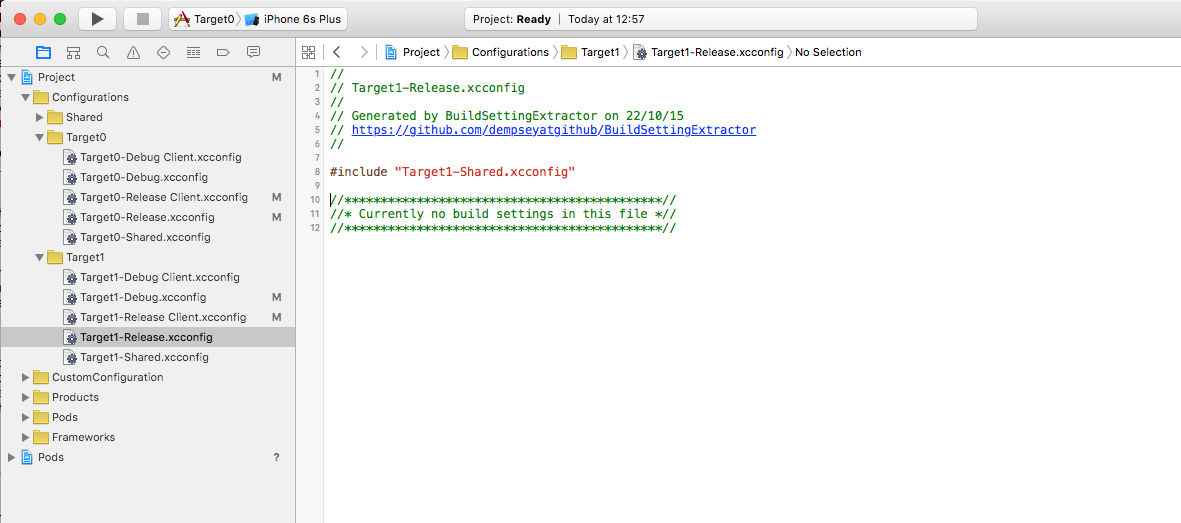 Target0 iPhone 6s Plus Project: Ready | Today at 12:57
Project Configurations Target1 Target1-Release.xcconfig No Selection
Project M
Configurations
Shared
Target0
Target0-Debug Client.xcconfig
Target0-Debug.xcconfig
Target0-Release Client.xcconfig M
Target0-Release.xcconfig M
Target0-Shared.xcconfig
Target1
Target1-Debug Client.xcconfig
Target1-Debug.xcconfig M
Target1-Release Client.xcconfig M
Target1-Release.xcconfig
Target1-Shared.xcconfig
CustomConfiguration
Products
Pods
Frameworks
Pods ?
1 //
2 // Target1-Release.xcconfig
3 //
4 // Generated by BuildSettingExtractor on 22/10/15
5 // https://github.com/dempseyatgithub/BuildSettingExtractor
6 //
7
8 #include "Target1-Shared.xcconfig"
9
10 //********************************************//
11 //* Currently no build settings in this file *//
12 //********************************************//